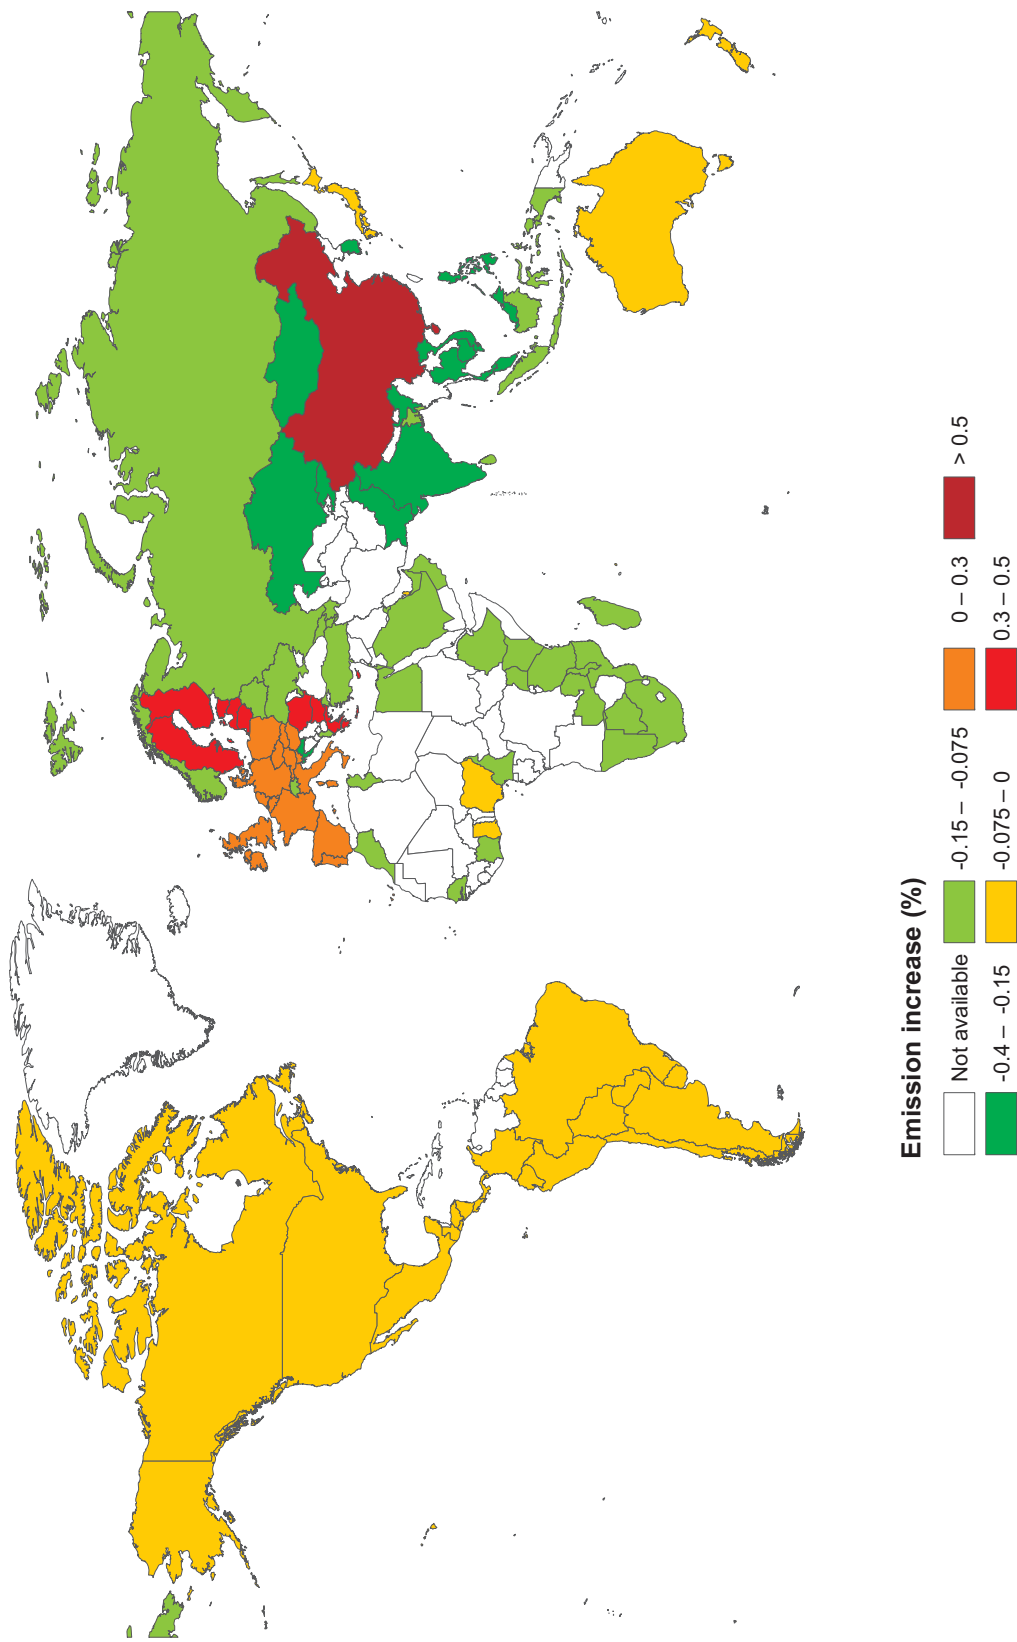 Emission increase (%)
Not available
-0.15 – -0.075
0 – 0.3
> 0.5
-0.4 – -0.15
-0.075 – 0
0.3 – 0.5